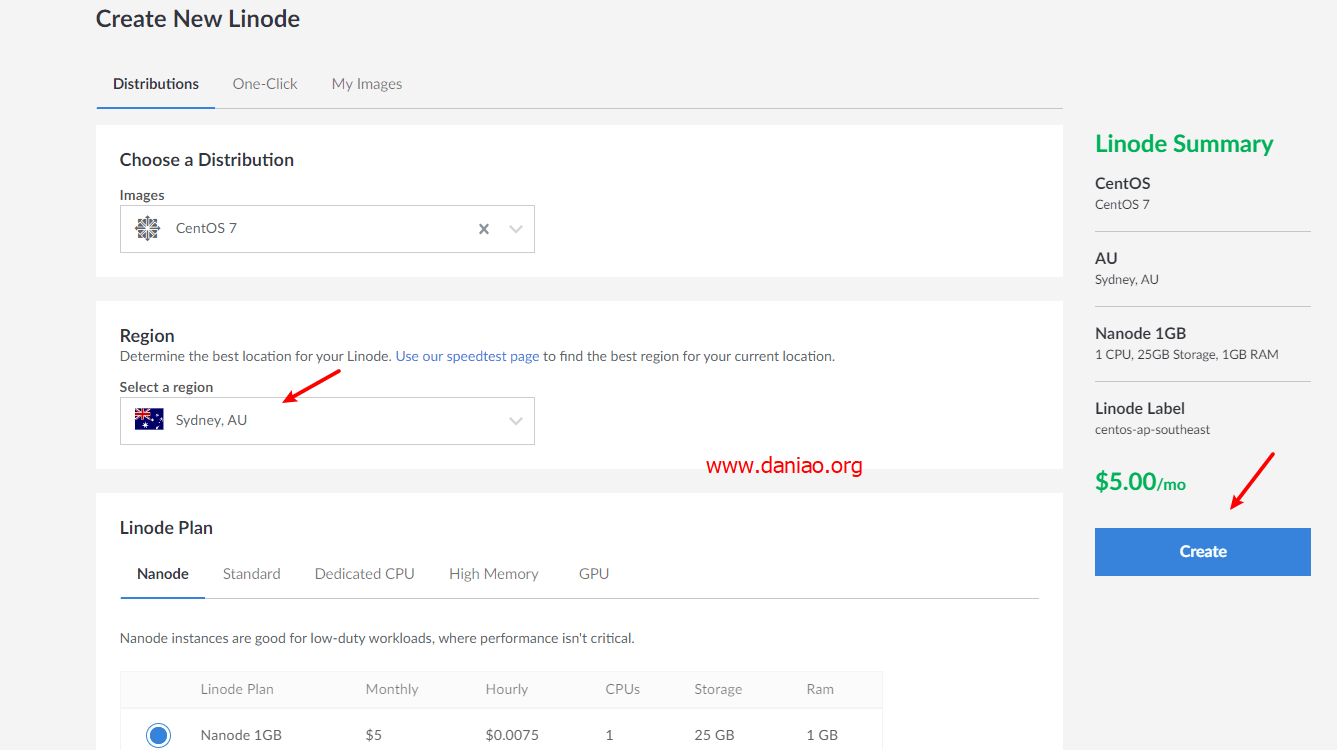 Create New Linode
Distributions One-Click My Images
Choose a Distribution
Images
CentOS 7
Region
Determine the best location for your Linode. Use our speedtest page to find the best region for your current location.
Select a region
Sydney, AU
www.daniao.org
Linode Plan
Nanode Standard Dedicated CPU High Memory GPU
Nanode instances are good for low-duty workloads, where performance isn't critical.
Linode Plan Monthly Hourly CPUs Storage Ram
Nanode 1GB $5 $0.0075 1 25 GB 1 GB
Linode Summary
CentOS
CentOS 7
AU
Sydney, AU
Nanode 1GB
1 CPU, 25GB Storage, 1GB RAM
Linode Label
centos-ap-southeast
$5.00/mo
Create